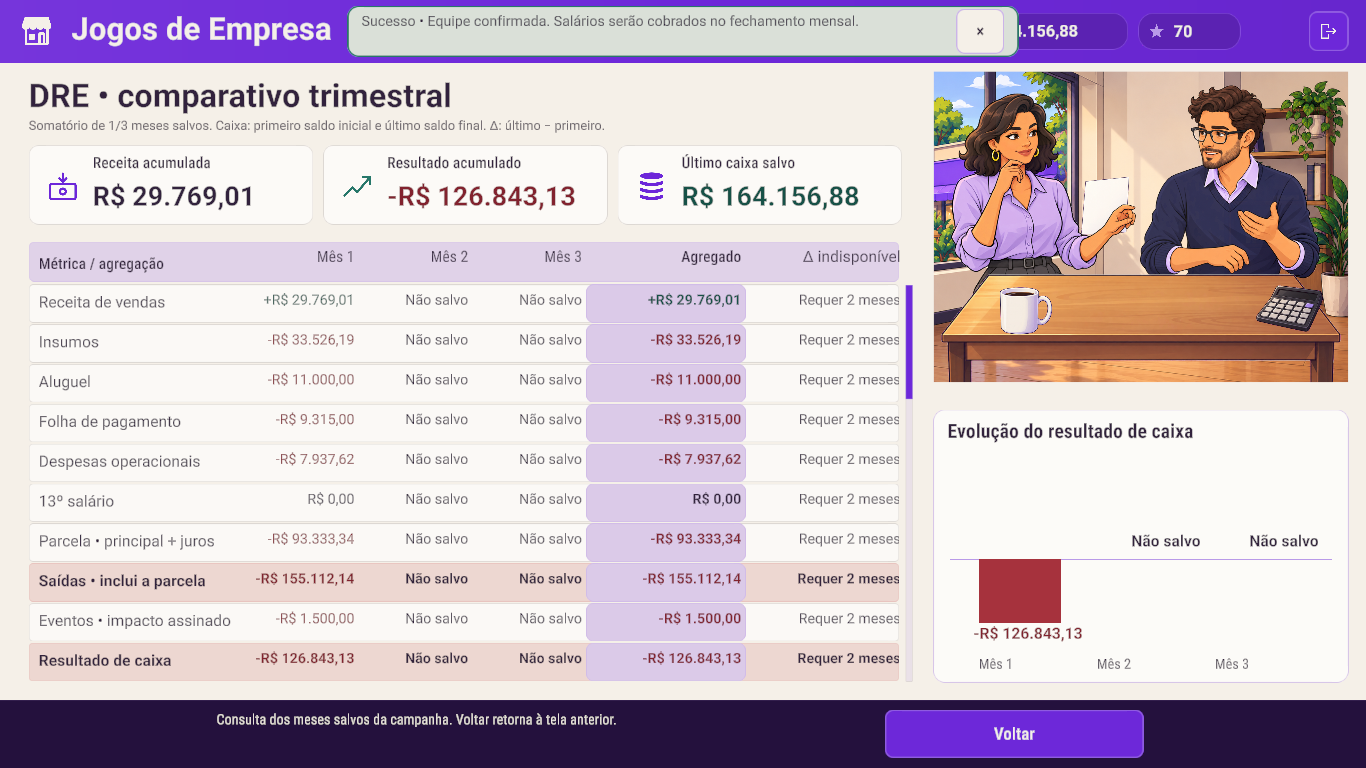 Jogos de Empresa
Sucesso • Equipe confirmada. Salários serão cobrados no fechamento mensal.
×
.156,88
70
DRE • comparativo trimestral
Somatório de 1/3 meses salvos. Caixa: primeiro saldo inicial e último saldo final. Δ: último − primeiro.
Receita acumulada
R$ 29.769,01
Resultado acumulado
-R$ 126.843,13
Último caixa salvo
R$ 164.156,88
Métrica / agregação Mês 1 Mês 2 Mês 3 Agregado Δ indisponível
Receita de vendas +R$ 29.769,01 Não salvo Não salvo +R$ 29.769,01 Requer 2 meses
Insumos -R$ 33.526,19 Não salvo Não salvo -R$ 33.526,19 Requer 2 meses
Aluguel -R$ 11.000,00 Não salvo Não salvo -R$ 11.000,00 Requer 2 meses
Folha de pagamento -R$ 9.315,00 Não salvo Não salvo -R$ 9.315,00 Requer 2 meses
Despesas operacionais -R$ 7.937,62 Não salvo Não salvo -R$ 7.937,62 Requer 2 meses
13º salário R$ 0,00 Não salvo Não salvo R$ 0,00 Requer 2 meses
Parcela • principal + juros -R$ 93.333,34 Não salvo Não salvo -R$ 93.333,34 Requer 2 meses
Saídas • inclui a parcela -R$ 155.112,14 Não salvo Não salvo -R$ 155.112,14 Requer 2 meses
Eventos • impacto assinado -R$ 1.500,00 Não salvo Não salvo -R$ 1.500,00 Requer 2 meses
Resultado de caixa -R$ 126.843,13 Não salvo Não salvo -R$ 126.843,13 Requer 2 meses
Evolução do resultado de caixa
Não salvo Não salvo
-R$ 126.843,13
Mês 1 Mês 2 Mês 3
Consulta dos meses salvos da campanha. Voltar retorna à tela anterior.
Voltar